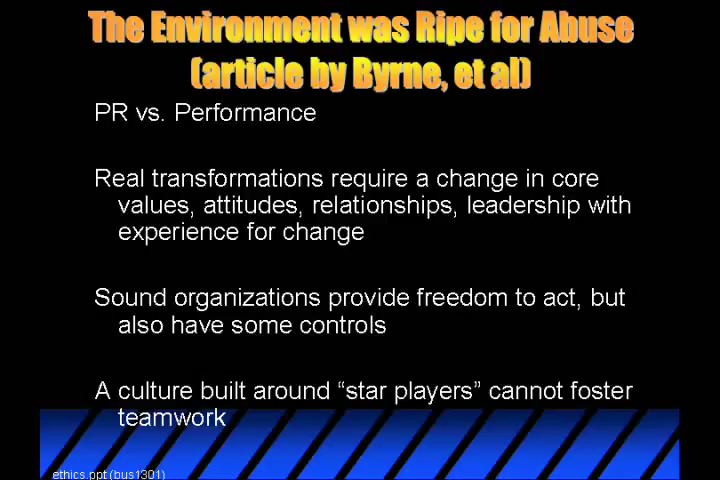 The Environment was Ripe for Abuse
(article by Byrne, et al)
PR vs. Performance
Real transformations require a change in core
values, attitudes, relationships, leadership with
experience for change
Sound organizations provide freedom to act, but
also have some controls
A culture built around “star players” cannot foster
teamwork
ethics.ppt (bus1301)